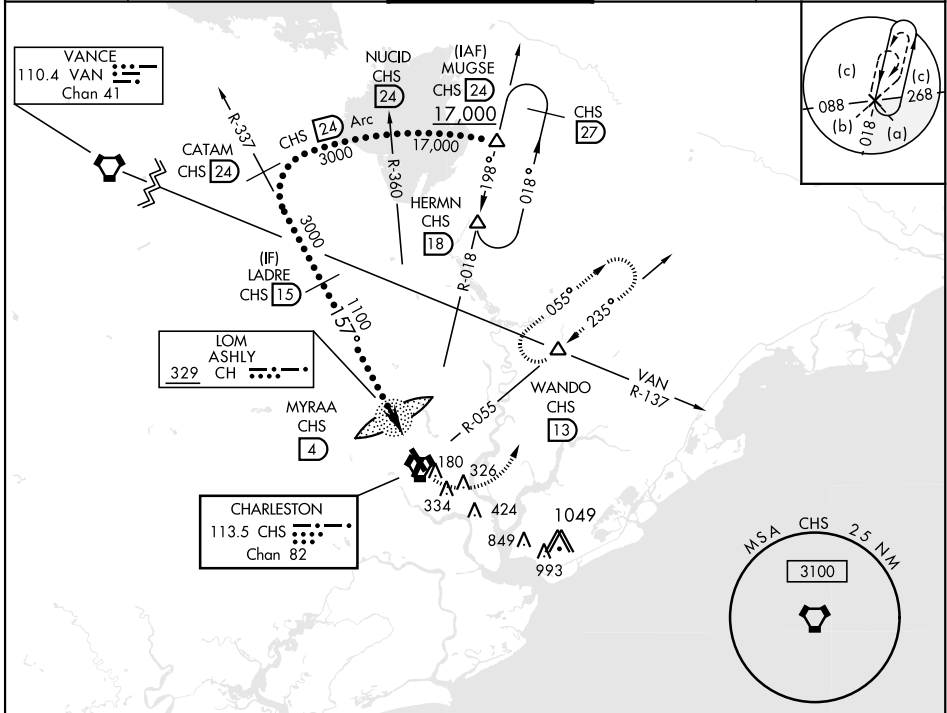 VANCE
110.4 VAN
Chan 41
R-337
CATAM
CHS 24
CHS 24 Arc
3000
NUCID
CHS
24
R-360
17,000
(IAF)
MUGSE
CHS 24
17,000
CHS
27
198°
018°
HERMN
CHS
18
R-018
3000
(IF)
LADRE
CHS 15
1100
157°
LOM
ASHLY
329 CH
MYRAA
CHS
4
055°
235°
WANDO
CHS
13
VAN
R-137
R-055
180
326
334
424
849
1049
993
CHARLESTON
113.5 CHS
Chan 82
(c)
(c)
088
268
(b)
018
(a)
MSA CHS 25 NM
3100